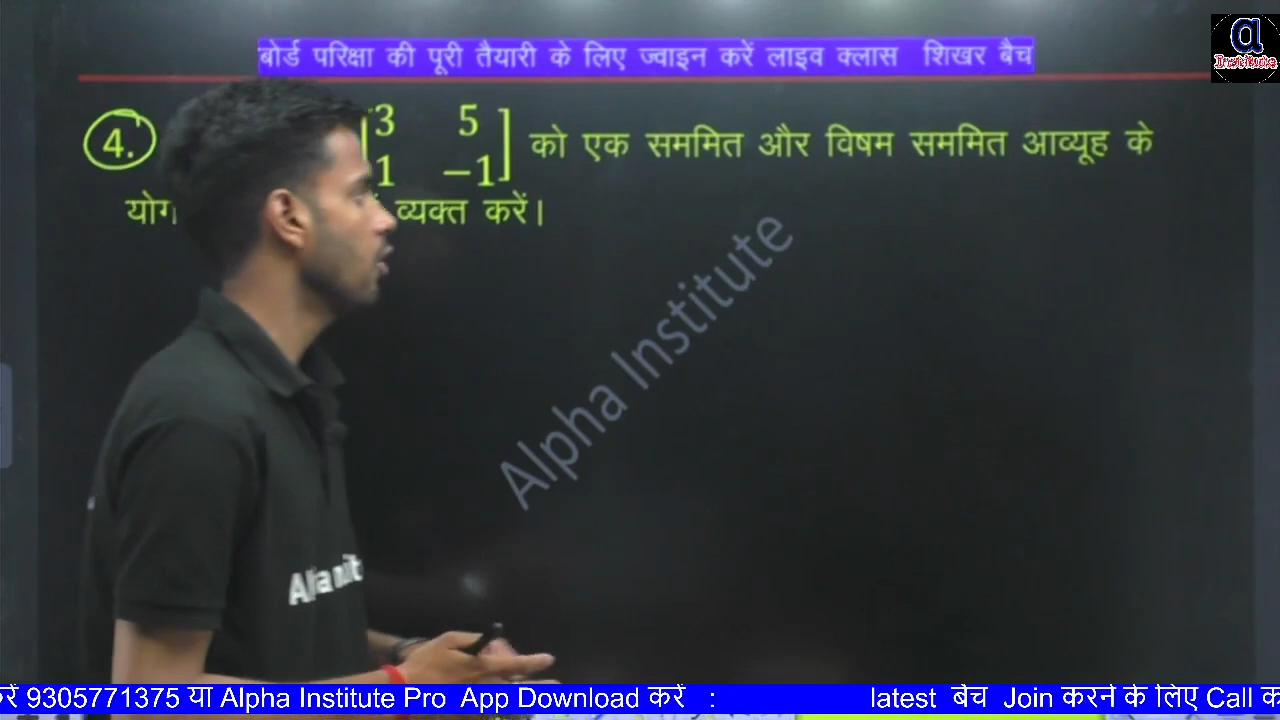 बोर्ड परिक्षा की पूरी तैयारी के लिए ज्वाइन करें लाइव क्लास शिखर बैच
α
Institute
4. 3 5
1 −1 को एक सममित और विषम सममित आव्यूह के
योग व्यक्त करें।
Alpha Institute
रें 9305771375 या Alpha Institute Pro App Download करें : latest बैच Join करने के लिए Call क